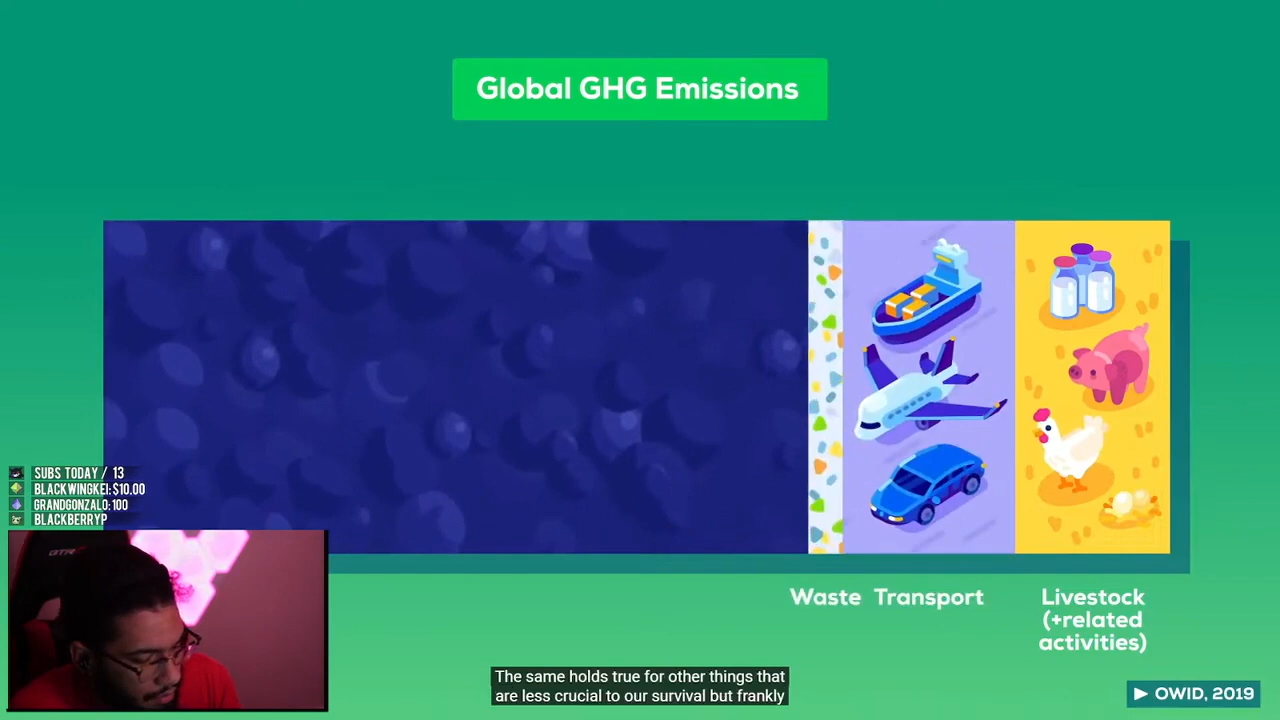 Global GHG Emissions
SUBS TODAY / 13
BLACKWINGKEI: $10.00
GRANDGONZALO: 100
BLACKBERRYP
GTR
Waste Transport Livestock
(+related
activities)
The same holds true for other things that
are less crucial to our survival but frankly
▶ OWID, 2019